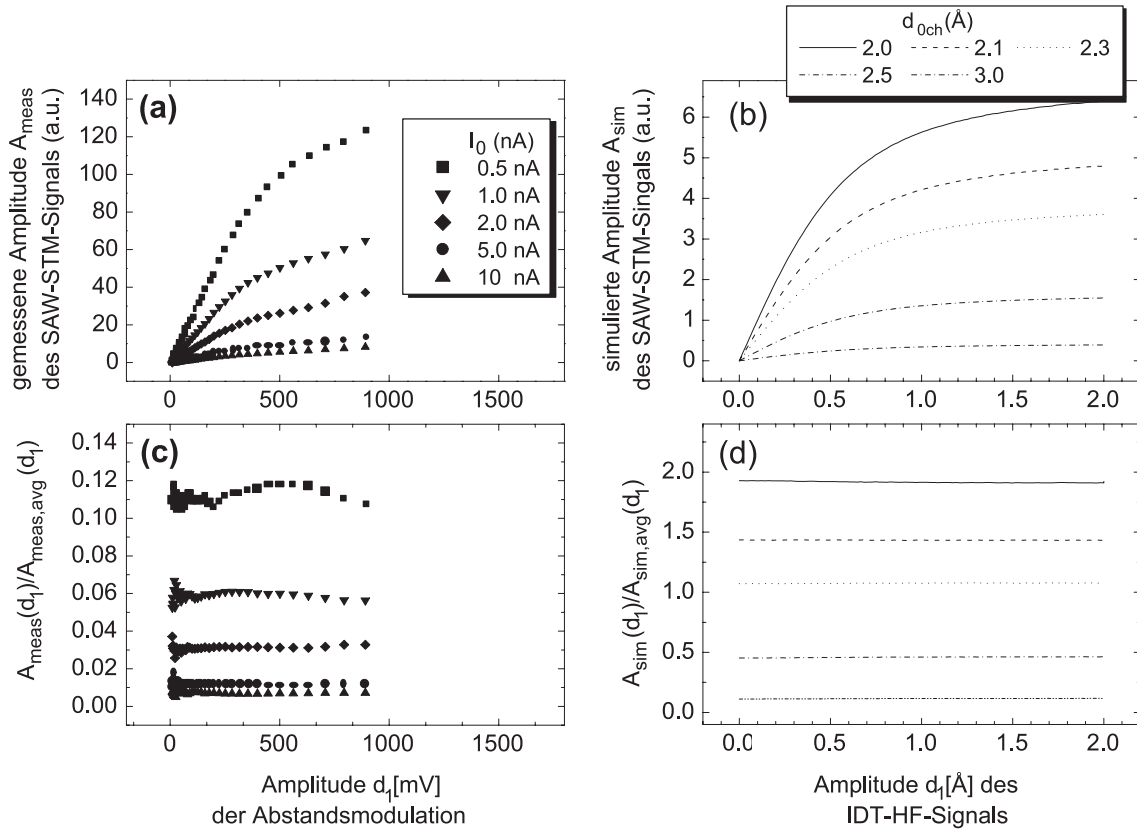 d0ch(Å)
2.0 2.1 2.3
2.5 3.0
(a)
gemessene Amplitude Ameas
des SAW-STM-Signals (a.u.)
140
120
100
80
60
40
20
0
I0 (nA)
0.5 nA
1.0 nA
2.0 nA
5.0 nA
10 nA
0 500 1000 1500
(b)
simulierte Amplitude Asim
des SAW-STM-Singals (a.u.)
6
5
4
3
2
1
0
0.0 0.5 1.0 1.5 2.0
(c)
Ameas(d1)/Ameas,avg (d1)
0.14
0.12
0.10
0.08
0.06
0.04
0.02
0.00
0 500 1000 1500
Amplitude d1[mV]
der Abstandsmodulation
(d)
Asim(d1)/Asim,avg(d1)
2.0
1.5
1.0
0.5
0.0
0.0 0.5 1.0 1.5 2.0
Amplitude d1[Å] des
IDT-HF-Signals